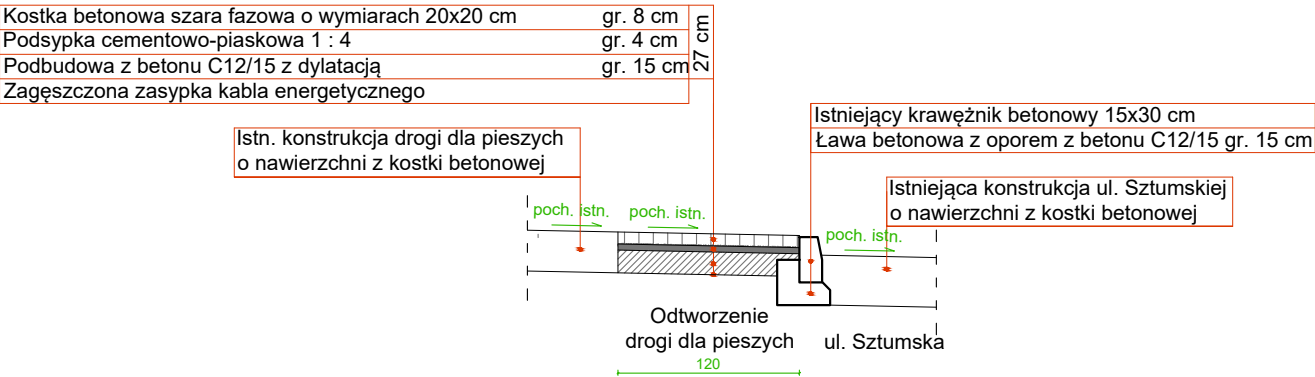 Kostka betonowa szara fazowa o wymiarach 20x20 cm gr. 8 cm
Podsypka cementowo-piaskowa 1 : 4 gr. 4 cm
Podbudowa z betonu C12/15 z dylatacją gr. 15 cm
27 cm
Zagęszczona zasypka kabla energetycznego
Istniejący krawężnik betonowy 15x30 cm
Ława betonowa z oporem z betonu C12/15 gr. 15 cm
Istn. konstrukcja drogi dla pieszych
o nawierzchni z kostki betonowej
Istniejąca konstrukcja ul. Sztumskiej
o nawierzchni z kostki betonowej
poch. istn.
poch. istn.
poch. istn.
Odtworzenie
drogi dla pieszych
ul. Sztumska
120